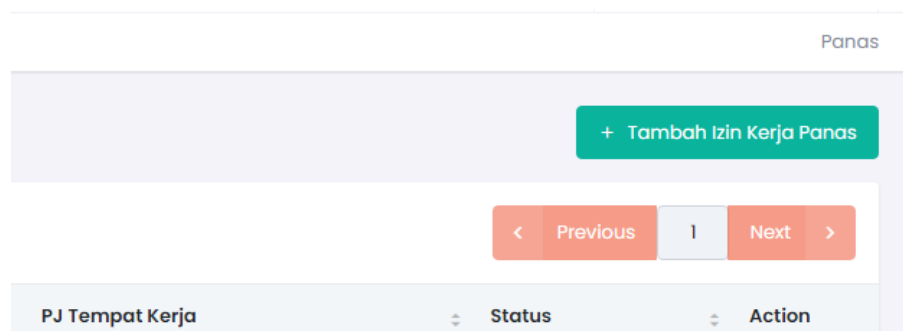 Panas
+ Tambah Izin Kerja Panas
< Previous 1 Next >
PJ Tempat Kerja Status Action